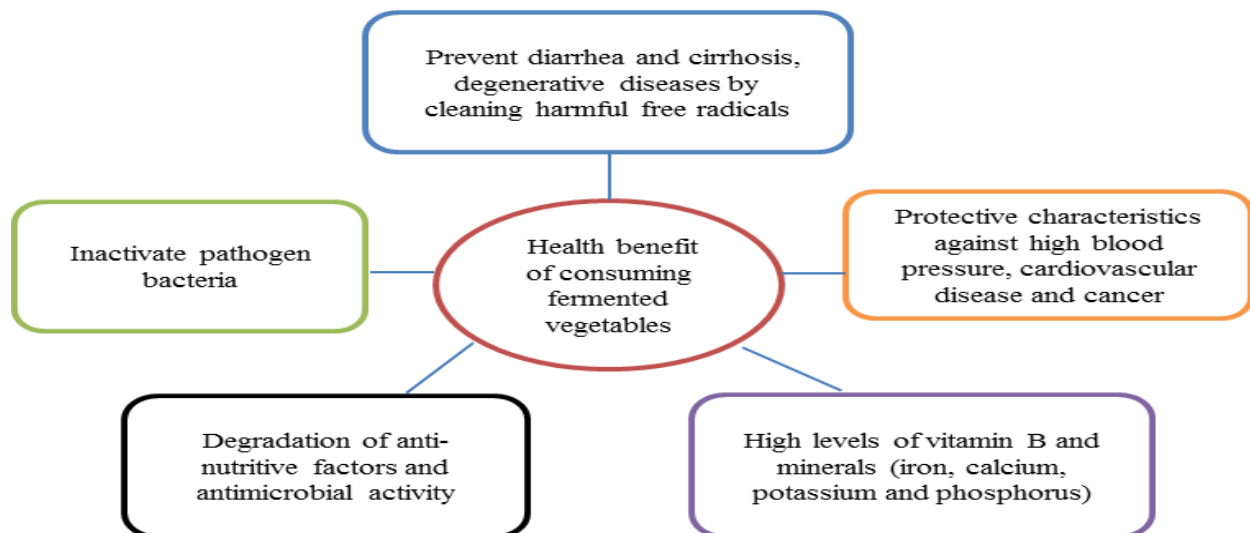 Prevent diarrhea and cirrhosis,
degenerative diseases by
cleaning harmful free radicals
Inactivate pathogen
bacteria
Health benefit
of consuming
fermented
vegetables
Protective characteristics
against high blood
pressure, cardiovascular
disease and cancer
Degradation of anti-
nutritive factors and
antimicrobial activity
High levels of vitamin B and
minerals (iron, calcium,
potassium and phosphorus)